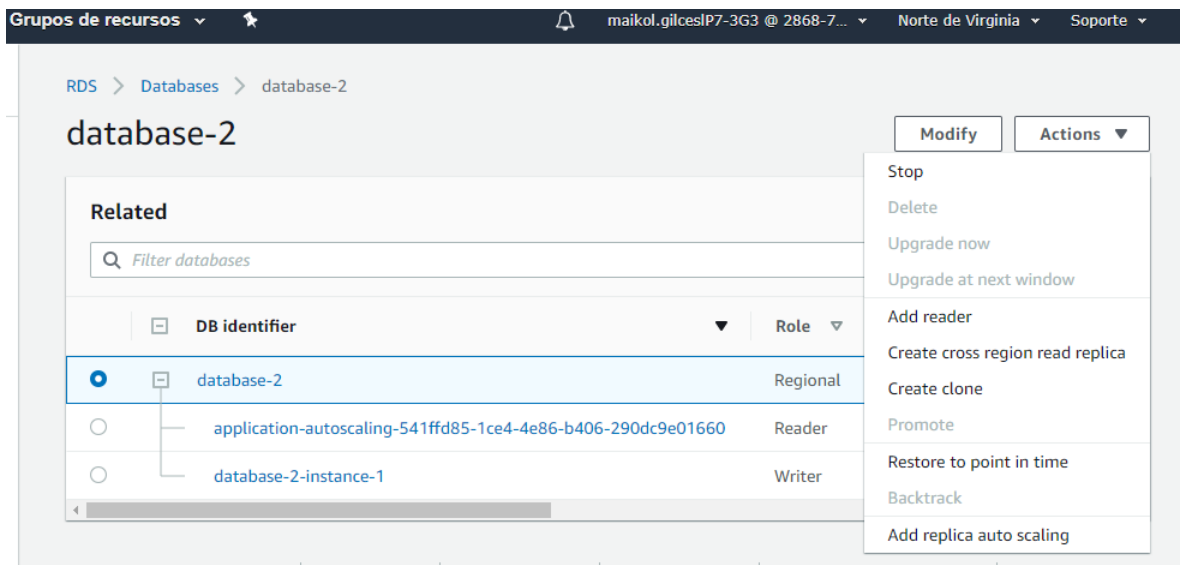 Grupos de recursos maikol.gilceslP7-3G3 @ 2868-7... Norte de Virginia Soporte
RDS > Databases > database-2
database-2
Modify Actions
Stop
Delete
Upgrade now
Upgrade at next window
Add reader
Create cross region read replica
Create clone
Promote
Restore to point in time
Backtrack
Add replica auto scaling
Related
Filter databases
DB identifier Role
database-2 Regional
application-autoscaling-541ffd85-1ce4-4e86-b406-290dc9e01660 Reader
database-2-instance-1 Writer